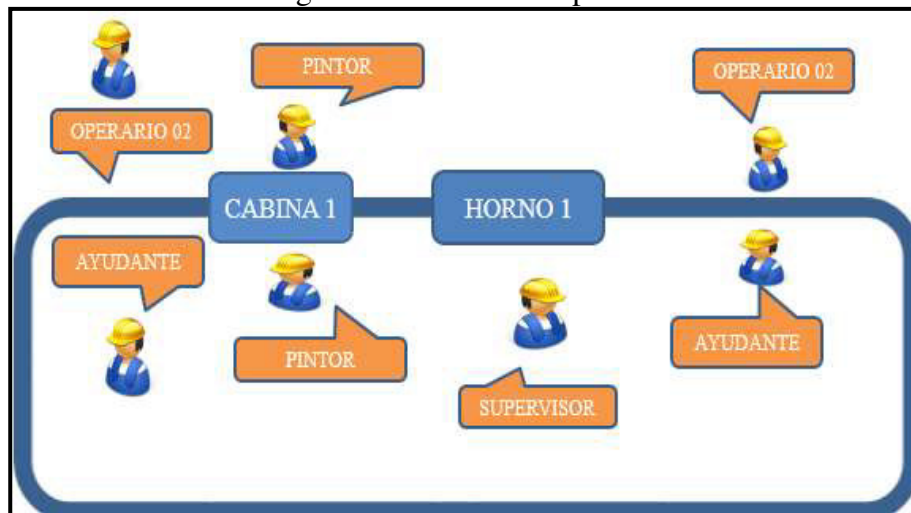 PINTOR
OPERARIO 02
OPERARIO 02
CABINA 1
HORNO 1
AYUDANTE
AYUDANTE
PINTOR
SUPERVISOR